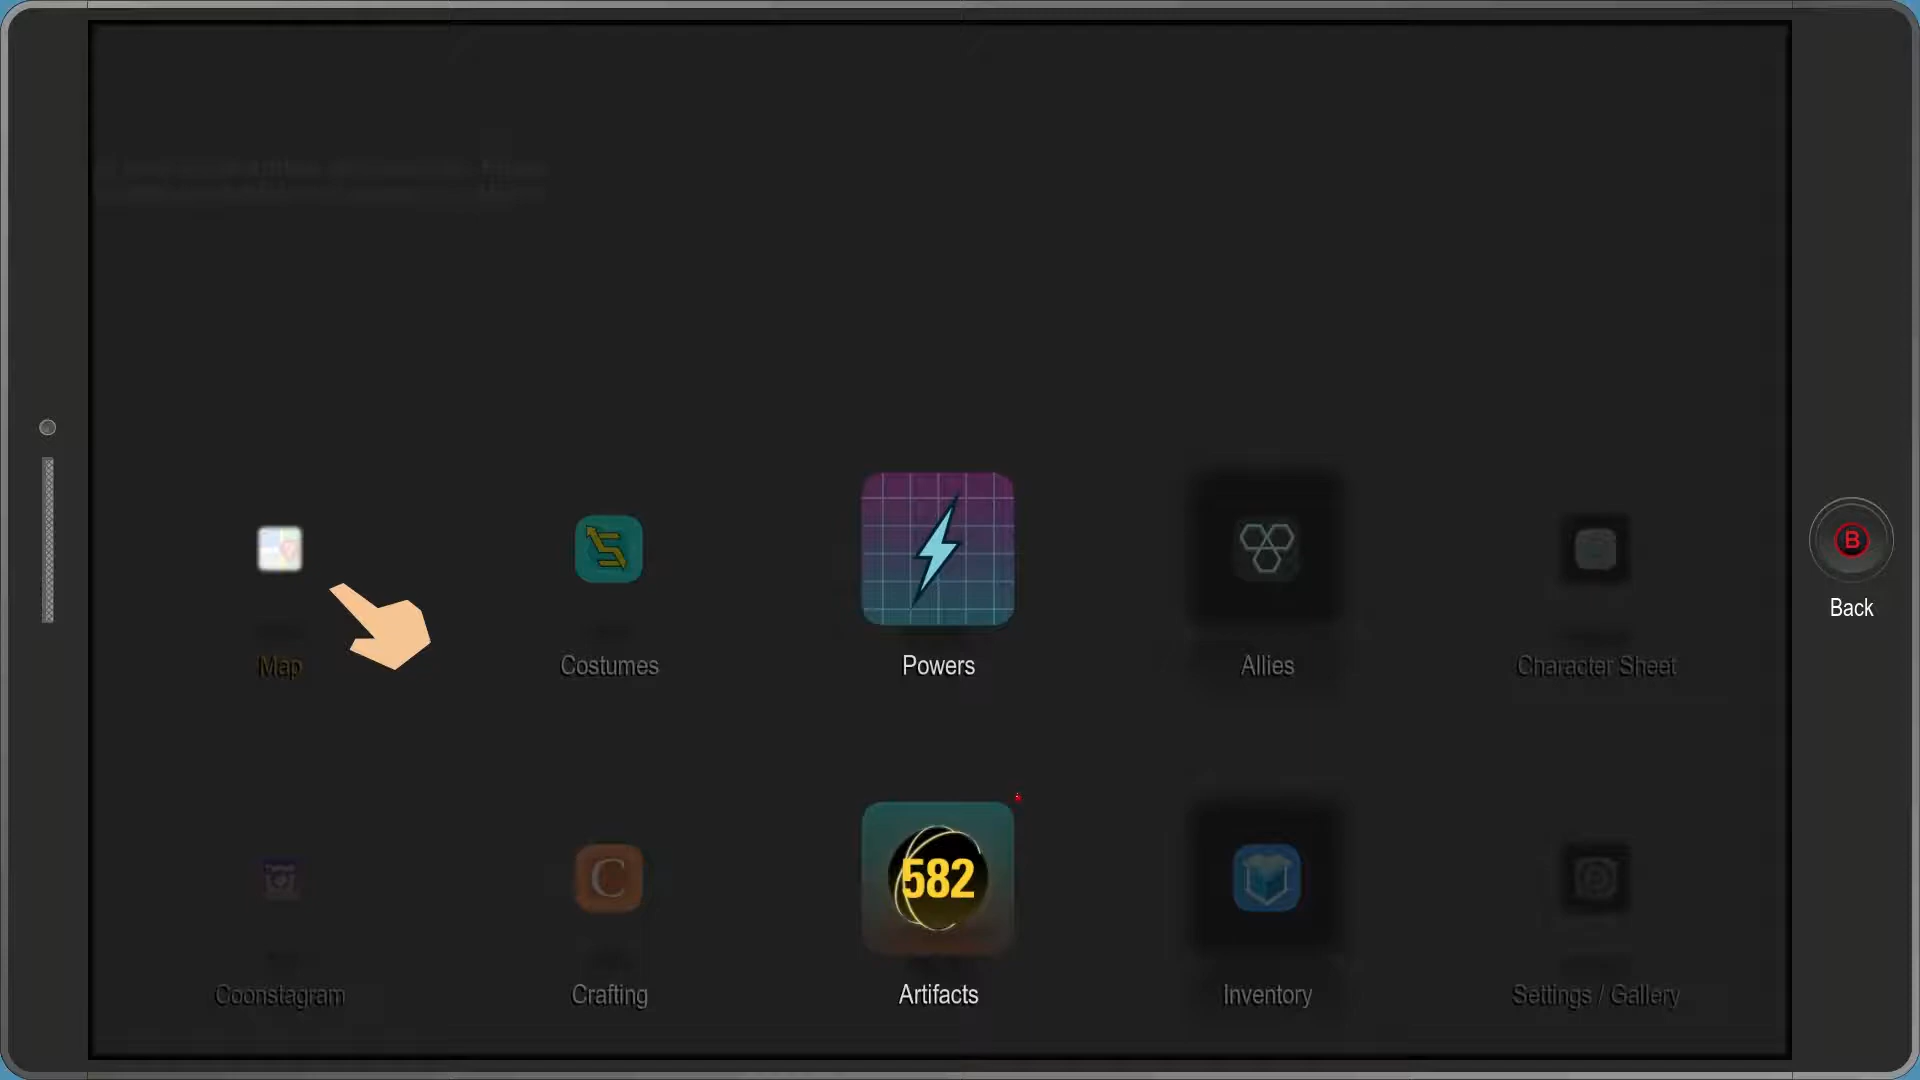 B
Back
Map
Costumes
Powers
Allies
Character Sheet
582
C
Coonstagram
Crafting
Artifacts
Inventory
Settings / Gallery